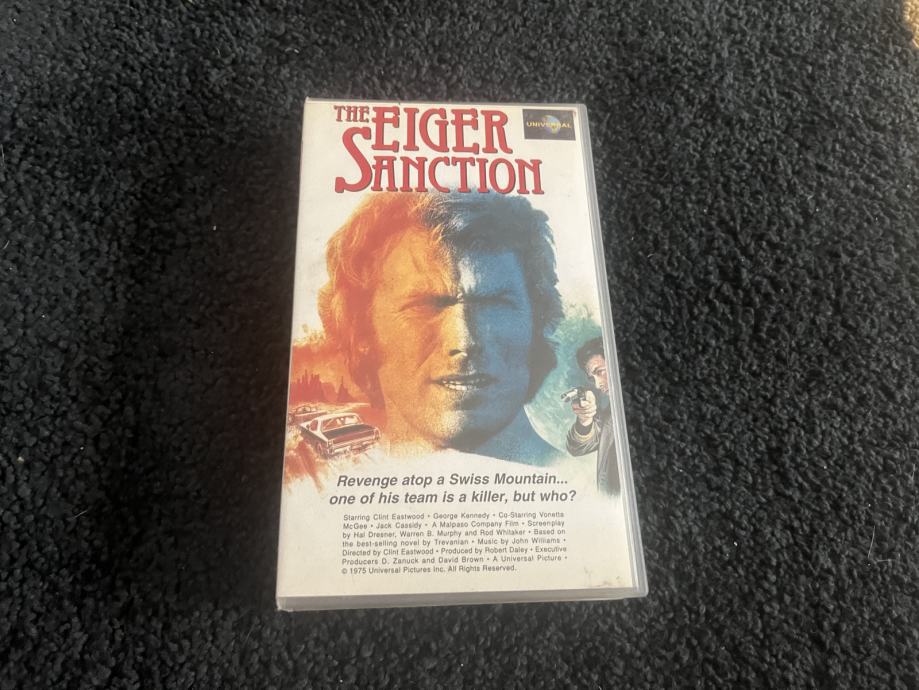 THE EIGER
SANCTION
UNIVERSAL
Revenge atop a Swiss Mountain...
one of his team is a killer, but who?
Starring Clint Eastwood • George Kennedy • Co-Starring Vonetta
McGee • Jack Cassidy • A Malpaso Company Film • Screenplay
by Hal Dresner, Warren B. Murphy and Rod Whitaker • Based on
the best-selling novel by Trevanian • Music by John Williams •
Directed by Clint Eastwood • Produced by Robert Daley • Executive
Producers D. Zanuck and David Brown • A Universal Picture •
© 1975 Universal Pictures Inc. All Rights Reserved.